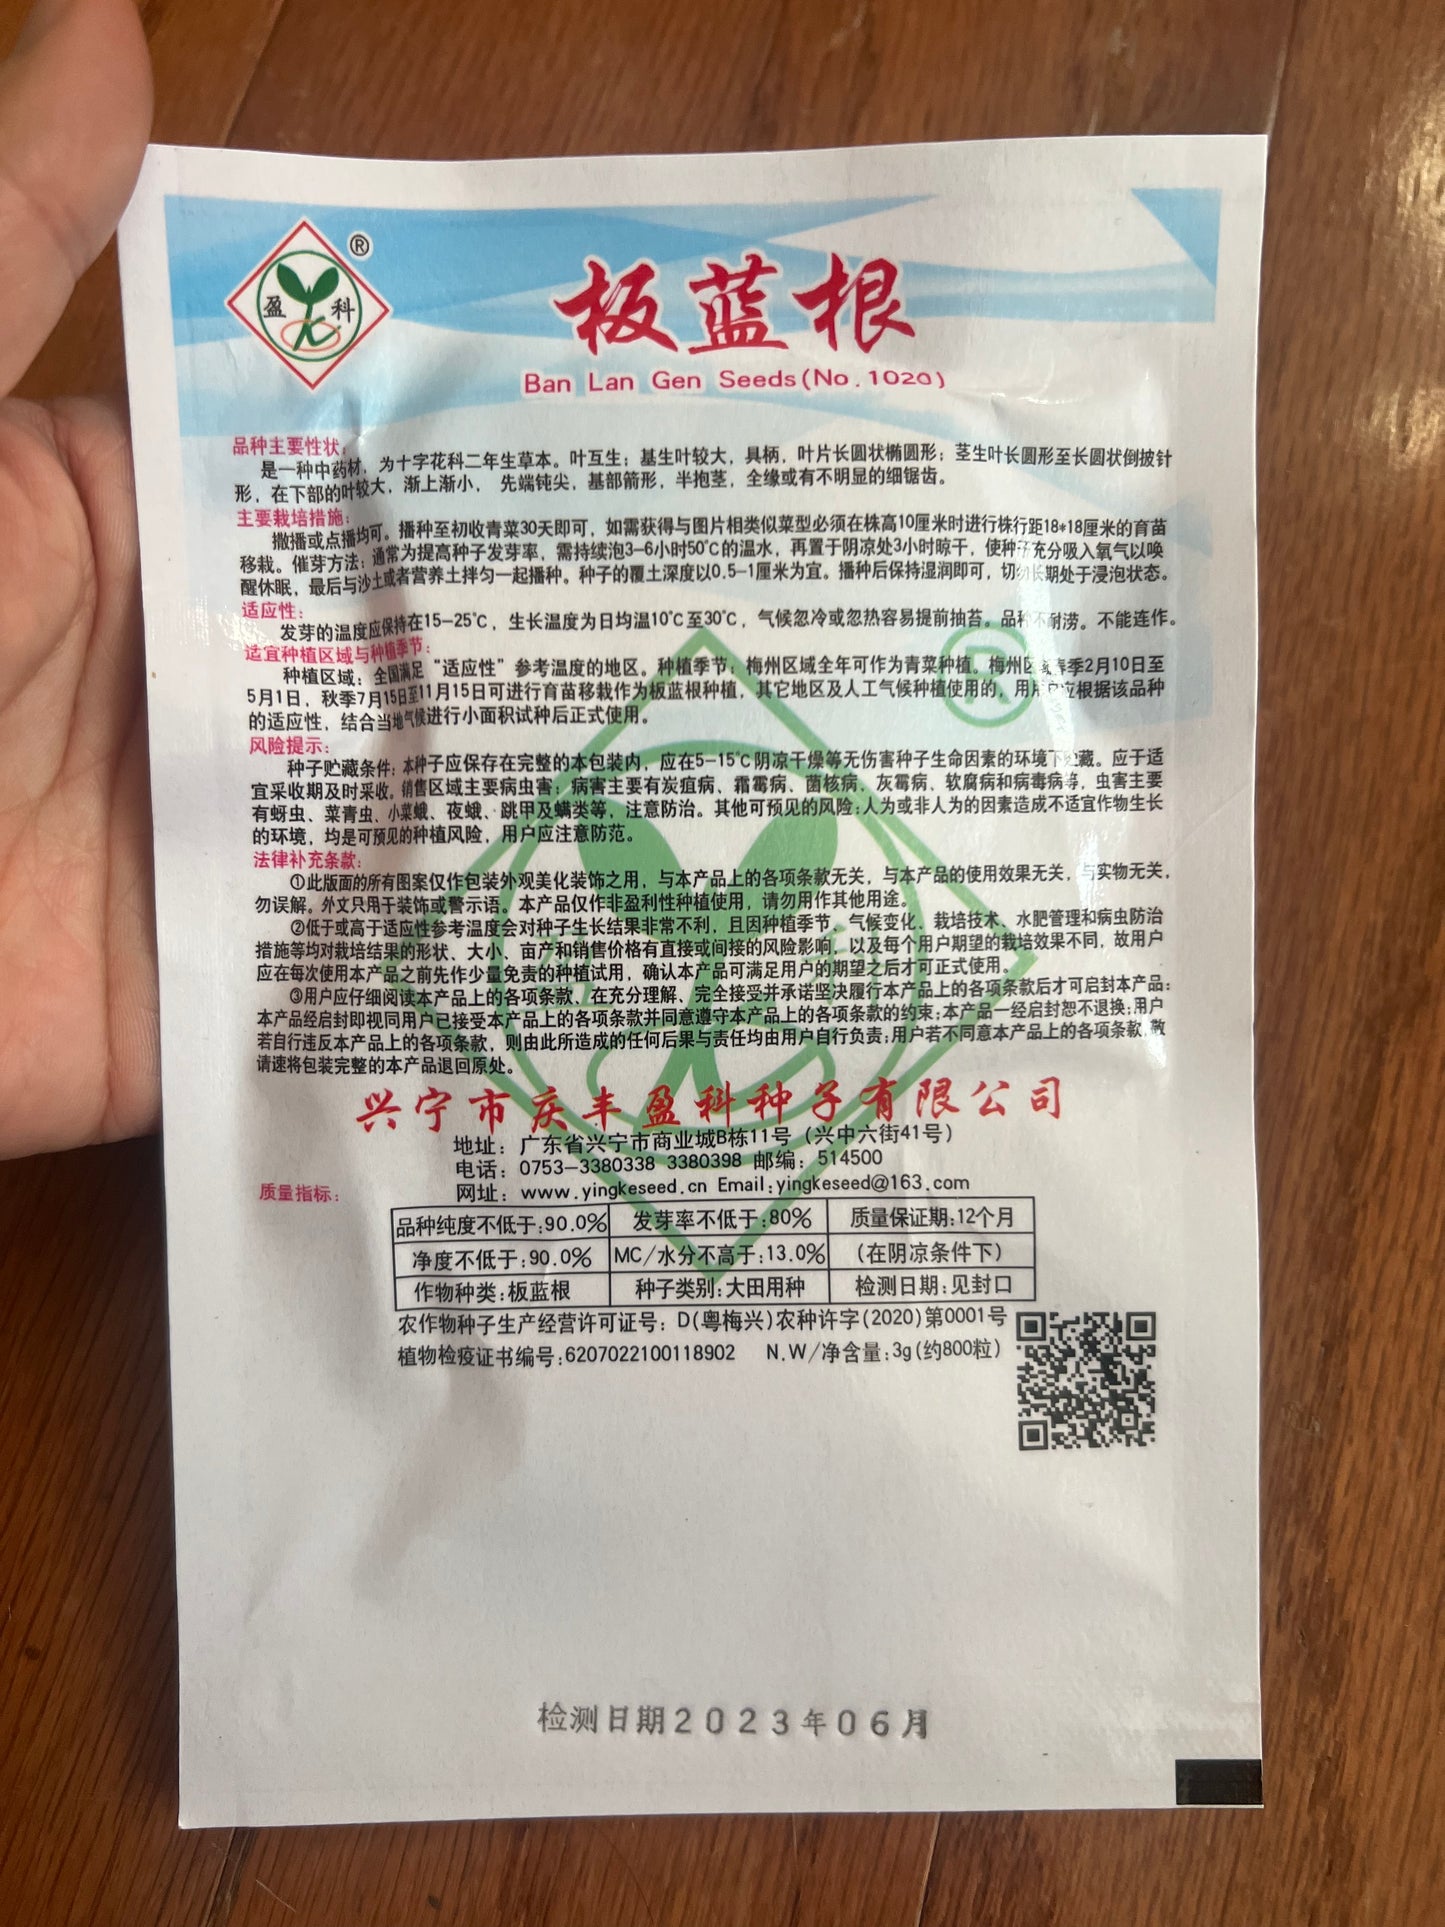 盈 科 ®
板蓝根
Ban Lan Gen Seeds(No.1020)
品种主要性状:
是一种中药材，为十字花科二年生草本。叶互生；基生叶较大，具柄，叶片长圆状椭圆形；茎生叶长圆形至长圆状倒披针
形，在下部的叶较大，渐上渐小， 先端钝尖，基部箭形，半抱茎，全缘或有不明显的细锯齿。
主要栽培措施:
撒播或点播均可。播种至初收青菜30天即可，如需获得与图片相类似菜型必须在株高10厘米时进行株行距18*18厘米的育苗
移栽。催芽方法：通常为提高种子发芽率，需持续泡3-6小时50℃的温水，再置于阴凉处3小时晾干，使种子充分吸入氧气以唤
醒休眠，最后与沙土或者营养土拌匀一起播种。种子的覆土深度以0.5-1厘米为宜。播种后保持湿润即可，切勿长期处于浸泡状态。
适应性:
发芽的温度应保持在15-25℃，生长温度为日均温10℃至30℃，气候忽冷或忽热容易提前抽苔。品种不耐涝。不能连作。
适宜种植区域与种植季节:
种植区域：全国满足“适应性”参考温度的地区。种植季节：梅州区域全年可作为青菜种植。梅州区域春季2月10日至
5月1日，秋季7月15日至11月15日可进行育苗移栽作为板蓝根种植，其它地区及人工气候种植使用的，用户应根据该品种
的适应性，结合当地气候进行小面积试种后正式使用。
风险提示:
种子贮藏条件：本种子应保存在完整的本包装内，应在5-15℃阴凉干燥等无伤害种子生命因素的环境下贮藏。应于适
宜采收期及时采收。销售区域主要病虫害：病害主要有炭疽病、霜霉病、菌核病、灰霉病、软腐病和病毒病等，虫害主要
有蚜虫、菜青虫、小菜蛾、夜蛾、跳甲及螨类等，注意防治。其他可预见的风险:人为或非人为的因素造成不适宜作物生长
的环境，均是可预见的种植风险，用户应注意防范。
法律补充条款:
①此版面的所有图案仅作包装外观美化装饰之用，与本产品上的各项条款无关，与本产品的使用效果无关，与实物无关，
勿误解。外文只用于装饰或警示语。本产品仅作非盈利性种植使用，请勿用作其他用途。
②低于或高于适应性参考温度会对种子生长结果非常不利，且因种植季节、气候变化、栽培技术、水肥管理和病虫防治
措施等均对栽培结果的形状、大小、亩产和销售价格有直接或间接的风险影响，以及每个用户期望的栽培效果不同，故用户
应在每次使用本产品之前先作少量免责的种植试用，确认本产品可满足用户的期望之后才可正式使用。
③用户应仔细阅读本产品上的各项条款、在充分理解、完全接受并承诺坚决履行本产品上的各项条款后才可启封本产品:
本产品经启封即视同用户已接受本产品上的各项条款并同意遵守本产品上的各项条款的约束;本产品一经启封恕不退换;用户
若自行违反本产品上的各项条款，则由此所造成的任何后果与责任均由用户自行负责;用户若不同意本产品上的各项条款,敬
请速将包装完整的本产品退回原处。
兴宁市庆丰盈科种子有限公司
地址：广东省兴宁市商业城B栋11号（兴中六街41号）
电话：0753-3380338 3380398 邮编：514500
网址：www.yingkeseed.cn Email:yingkeseed@163.com
质量指标:
品种纯度不低于:90.0% 发芽率不低于:80% 质量保证期:12个月
净度不低于:90.0% MC/水分不高于:13.0% (在阴凉条件下)
作物种类:板蓝根 种子类别:大田用种 检测日期:见封口
农作物种子生产经营许可证号：D(粤梅兴)农种许字(2020)第0001号
植物检疫证书编号:6207022100118902 N.W/净含量:3g(约800粒)
检测日期2023年06月